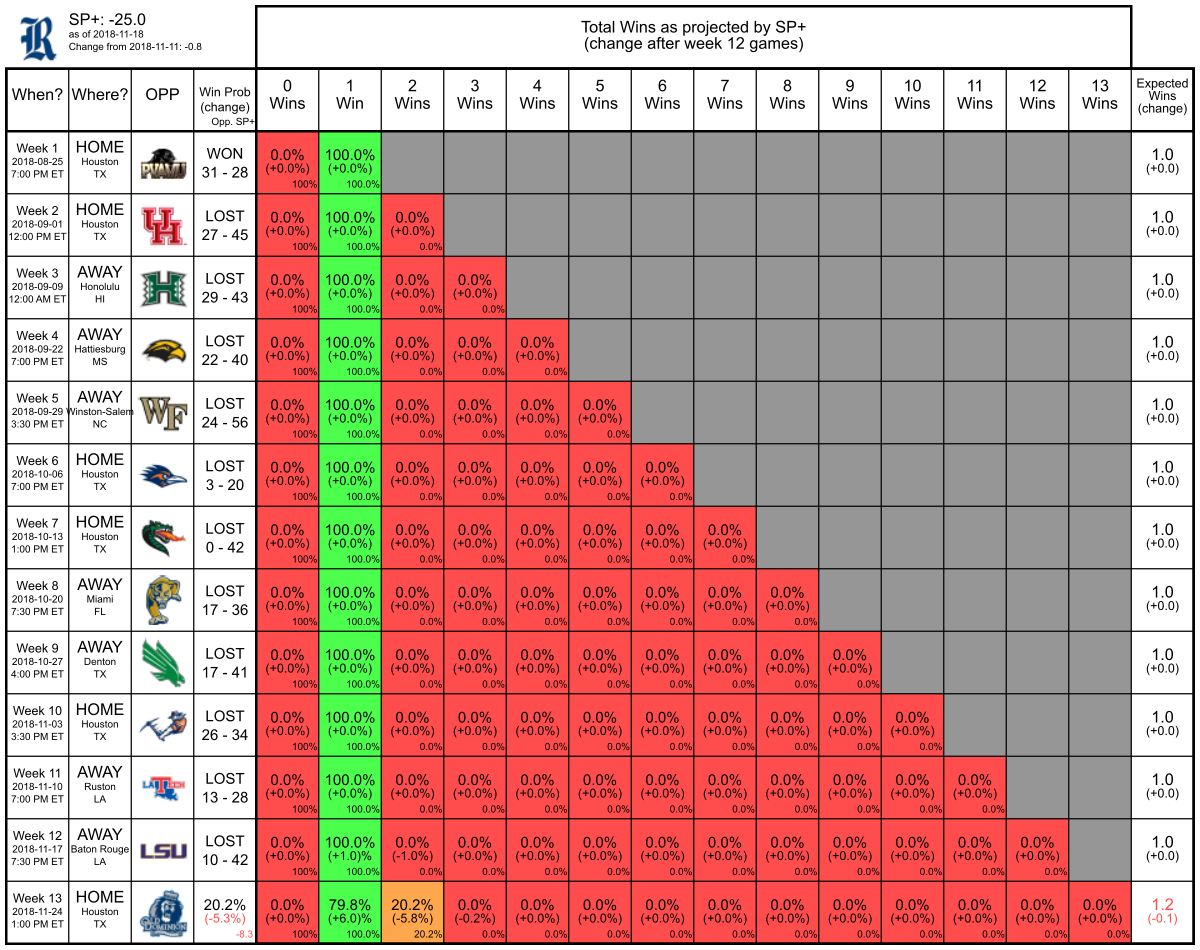 R
SP+: -25.0
as of 2018-11-18
Change from 2018-11-11: -0.8
Total Wins as projected by SP+
(change after week 12 games)
When? Where? OPP Win Prob (change) Opp. SP+ 0 Wins 1 Win 2 Wins 3 Wins 4 Wins 5 Wins 6 Wins 7 Wins 8 Wins 9 Wins 10 Wins 11 Wins 12 Wins 13 Wins Expected Wins (change)
Week 1 HOME PVAMU WON 0.0% 100.0% 1.0
2018-08-25 Houston (+0.0%) (+0.0%) (+0.0)
7:00 PM ET TX 31 - 28 100% 100.0%
Week 2 HOME UH LOST 0.0% 100.0% 0.0% 1.0
2018-09-01 Houston (+0.0%) (+0.0%) (+0.0%) (+0.0)
12:00 PM ET TX 27 - 45 100% 100.0% 0.0%
Week 3 AWAY H LOST 0.0% 100.0% 0.0% 0.0% 1.0
2018-09-09 Honolulu (+0.0%) (+0.0%) (+0.0%) (+0.0%) (+0.0)
12:00 AM ET HI 29 - 43 100% 100.0% 0.0% 0.0%
Week 4 AWAY LOST 0.0% 100.0% 0.0% 0.0% 0.0% 1.0
2018-09-22 Hattiesburg (+0.0%) (+0.0%) (+0.0%) (+0.0%) (+0.0%) (+0.0)
7:00 PM ET MS 22 - 40 100% 100.0% 0.0% 0.0% 0.0%
Week 5 AWAY WF LOST 0.0% 100.0% 0.0% 0.0% 0.0% 0.0% 1.0
2018-09-29 Winston-Salem (+0.0%) (+0.0%) (+0.0%) (+0.0%) (+0.0%) (+0.0%) (+0.0)
3:30 PM ET NC 24 - 56 100% 100.0% 0.0% 0.0% 0.0% 0.0%
Week 6 HOME LOST 0.0% 100.0% 0.0% 0.0% 0.0% 0.0% 0.0% 1.0
2018-10-06 Houston (+0.0%) (+0.0%) (+0.0%) (+0.0%) (+0.0%) (+0.0%) (+0.0%) (+0.0)
7:00 PM ET TX 3 - 20 100% 100.0% 0.0% 0.0% 0.0% 0.0% 0.0%
Week 7 HOME LOST 0.0% 100.0% 0.0% 0.0% 0.0% 0.0% 0.0% 0.0% 1.0
2018-10-13 Houston (+0.0%) (+0.0%) (+0.0%) (+0.0%) (+0.0%) (+0.0%) (+0.0%) (+0.0%) (+0.0)
1:00 PM ET TX 0 - 42 100% 100.0% 0.0% 0.0% 0.0% 0.0% 0.0% 0.0%
Week 8 AWAY LOST 0.0% 100.0% 0.0% 0.0% 0.0% 0.0% 0.0% 0.0% 0.0% 1.0
2018-10-20 Miami (+0.0%) (+0.0%) (+0.0%) (+0.0%) (+0.0%) (+0.0%) (+0.0%) (+0.0%) (+0.0%) (+0.0)
7:30 PM ET FL 17 - 36 100% 100.0% 0.0% 0.0% 0.0% 0.0% 0.0% 0.0% 0.0%
Week 9 AWAY LOST 0.0% 100.0% 0.0% 0.0% 0.0% 0.0% 0.0% 0.0% 0.0% 0.0% 1.0
2018-10-27 Denton (+0.0%) (+0.0%) (+0.0%) (+0.0%) (+0.0%) (+0.0%) (+0.0%) (+0.0%) (+0.0%) (+0.0%) (+0.0)
4:00 PM ET TX 17 - 41 100% 100.0% 0.0% 0.0% 0.0% 0.0% 0.0% 0.0% 0.0% 0.0%
Week 10 HOME LOST 0.0% 100.0% 0.0% 0.0% 0.0% 0.0% 0.0% 0.0% 0.0% 0.0% 0.0% 1.0
2018-11-03 Houston (+0.0%) (+0.0%) (+0.0%) (+0.0%) (+0.0%) (+0.0%) (+0.0%) (+0.0%) (+0.0%) (+0.0%) (+0.0%) (+0.0)
3:30 PM ET TX 26 - 34 100% 100.0% 0.0% 0.0% 0.0% 0.0% 0.0% 0.0% 0.0% 0.0% 0.0%
Week 11 AWAY LA TECH LOST 0.0% 100.0% 0.0% 0.0% 0.0% 0.0% 0.0% 0.0% 0.0% 0.0% 0.0% 0.0% 1.0
2018-11-10 Ruston (+0.0%) (+0.0%) (+0.0%) (+0.0%) (+0.0%) (+0.0%) (+0.0%) (+0.0%) (+0.0%) (+0.0%) (+0.0%) (+0.0%) (+0.0)
7:00 PM ET LA 13 - 28 100% 100.0% 0.0% 0.0% 0.0% 0.0% 0.0% 0.0% 0.0% 0.0% 0.0% 0.0%
Week 12 AWAY LSU LOST 0.0% 100.0% 0.0% 0.0% 0.0% 0.0% 0.0% 0.0% 0.0% 0.0% 0.0% 0.0% 0.0% 1.0
2018-11-17 Baton Rouge (+0.0%) (+1.0)% (-1.0%) (+0.0%) (+0.0%) (+0.0%) (+0.0%) (+0.0%) (+0.0%) (+0.0%) (+0.0%) (+0.0%) (+0.0%) (+0.0)
7:30 PM ET LA 10 - 42 100% 100.0% 0.0% 0.0% 0.0% 0.0% 0.0% 0.0% 0.0% 0.0% 0.0% 0.0% 0.0%
Week 13 HOME OLD DOMINION 20.2% 0.0% 79.8% 20.2% 0.0% 0.0% 0.0% 0.0% 0.0% 0.0% 0.0% 0.0% 0.0% 0.0% 0.0% 1.2
2018-11-24 Houston (-5.3%) (+0.0%) (+6.0)% (-5.8%) (-0.2%) (+0.0%) (+0.0%) (+0.0%) (+0.0%) (+0.0%) (+0.0%) (+0.0%) (+0.0%) (+0.0%) (+0.0%) (-0.1)
1:00 PM ET TX -8.3 100% 100.0% 20.2% 0.0% 0.0% 0.0% 0.0% 0.0% 0.0% 0.0% 0.0% 0.0% 0.0% 0.0%